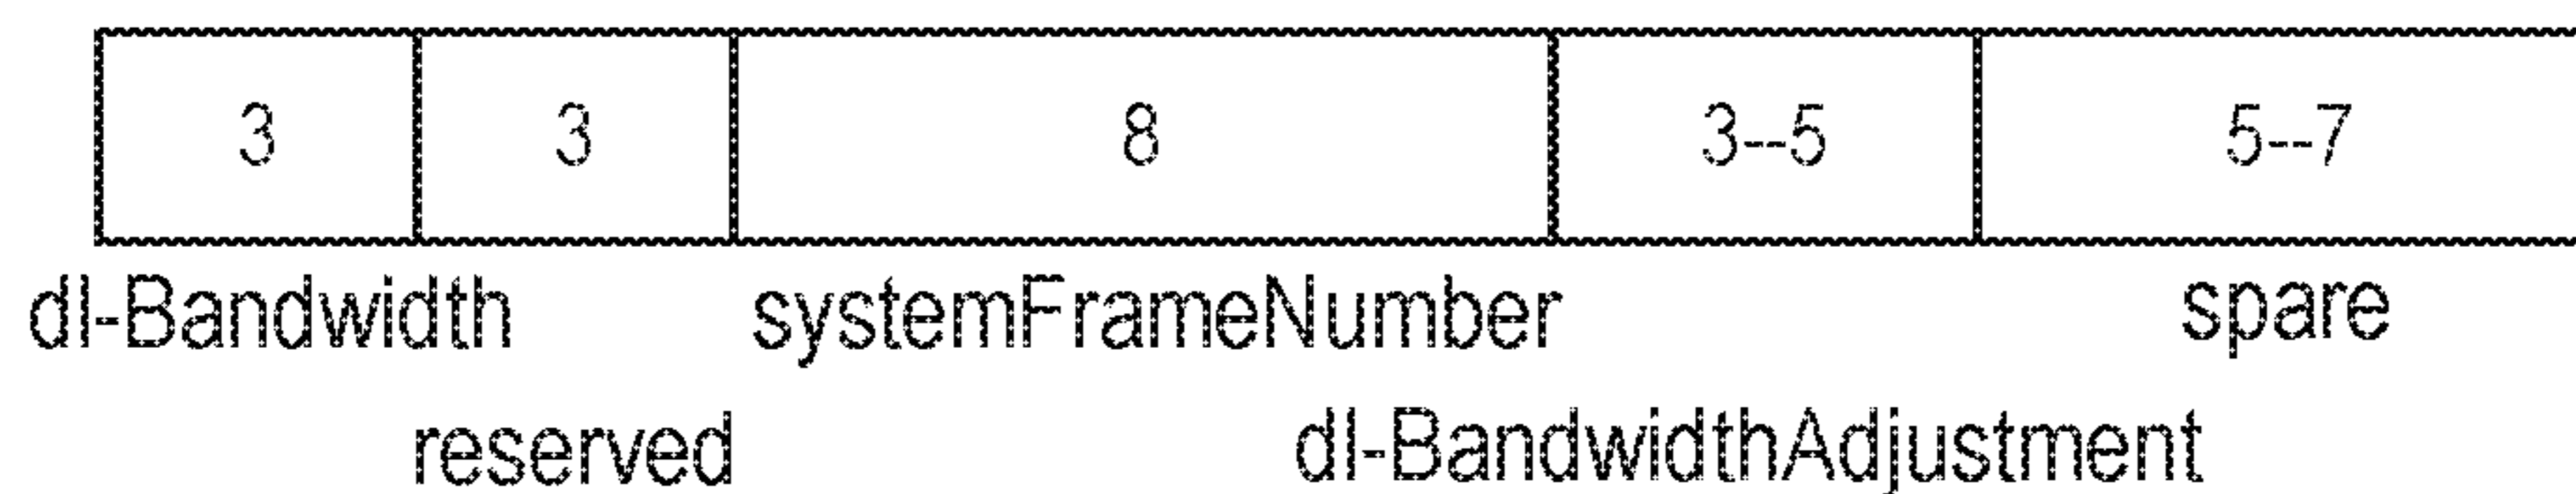 3 3 8 3--5 5--7
dl-Bandwidth systemFrameNumber spare
reserved dl-BandwidthAdjustment